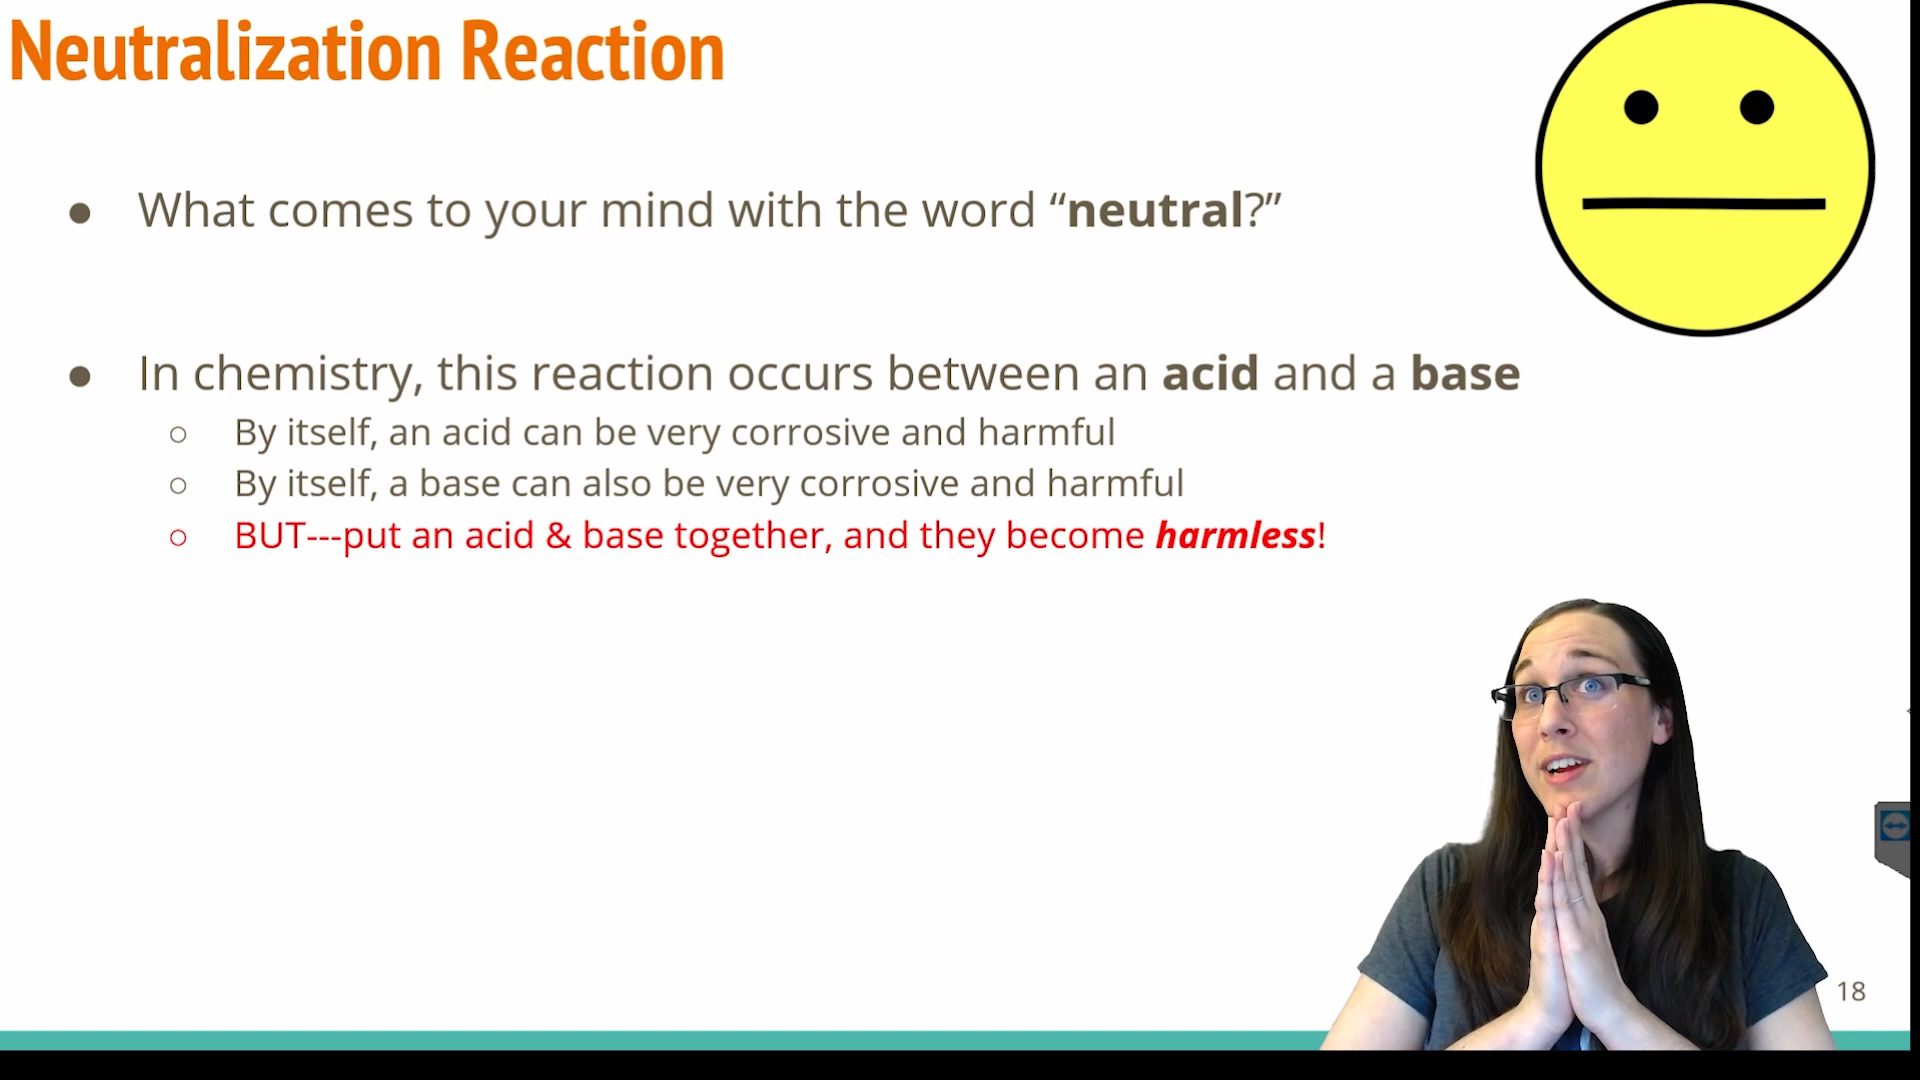 Neutralization Reaction
● What comes to your mind with the word “neutral?”
● In chemistry, this reaction occurs between an acid and a base
○ By itself, an acid can be very corrosive and harmful
○ By itself, a base can also be very corrosive and harmful
○ BUT---put an acid & base together, and they become harmless!
18